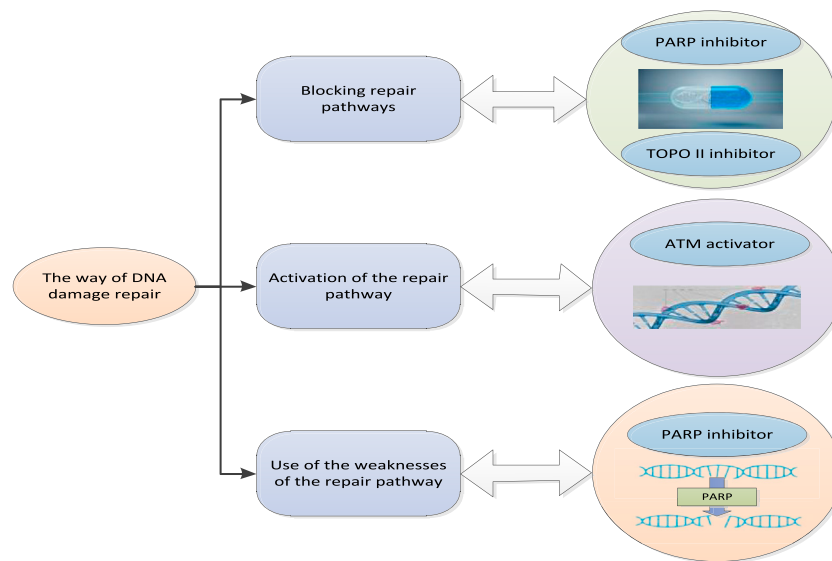 PARP inhibitor
Blocking repair
pathways
TOPO II inhibitor
ATM activator
The way of DNA
damage repair
Activation of the repair
pathway
PARP inhibitor
Use of the weaknesses
of the repair pathway
PARP